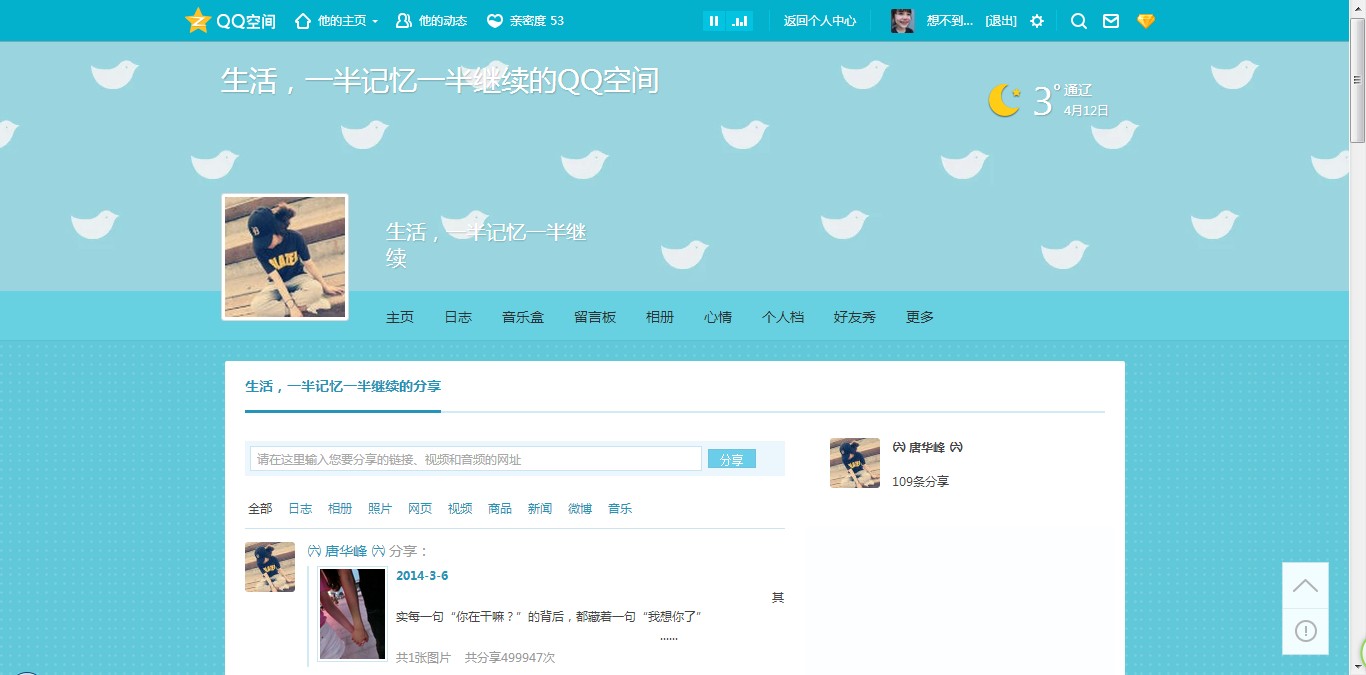 QQ空间 他的主页 他的动态 亲密度 53 返回个人中心 想不到... [退出]
生活，一半记忆一半继续的QQ空间
3° 通辽
4月12日
生活，一半记忆一半继
续
主页 日志 音乐盒 留言板 相册 心情 个人档 好友秀 更多
生活，一半记忆一半继续的分享
请在这里输入您要分享的链接、视频和音频的网址 分享
唐华峰
109条分享
全部 日志 相册 照片 网页 视频 商品 新闻 微博 音乐
唐华峰 分享：
2014-3-6
其
实每一句“你在干嘛？”的背后，都藏着一句“我想你了”
......
共1张图片 共分享499947次